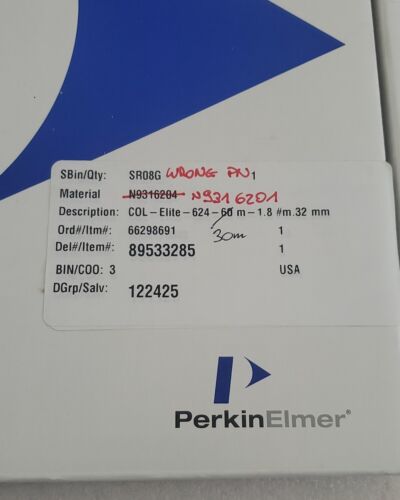 SBin/Qty: SR08G WRONG PN 1
Material N9316204 N9316201
Description: COL-Elite-624-60 m-1.8 #m.32 mm
30m
Ord#/Itm#: 66298691 1
Del#/Item#: 89533285 1
BIN/COO: 3 USA
DGrp/Salv: 122425
PerkinElmer®